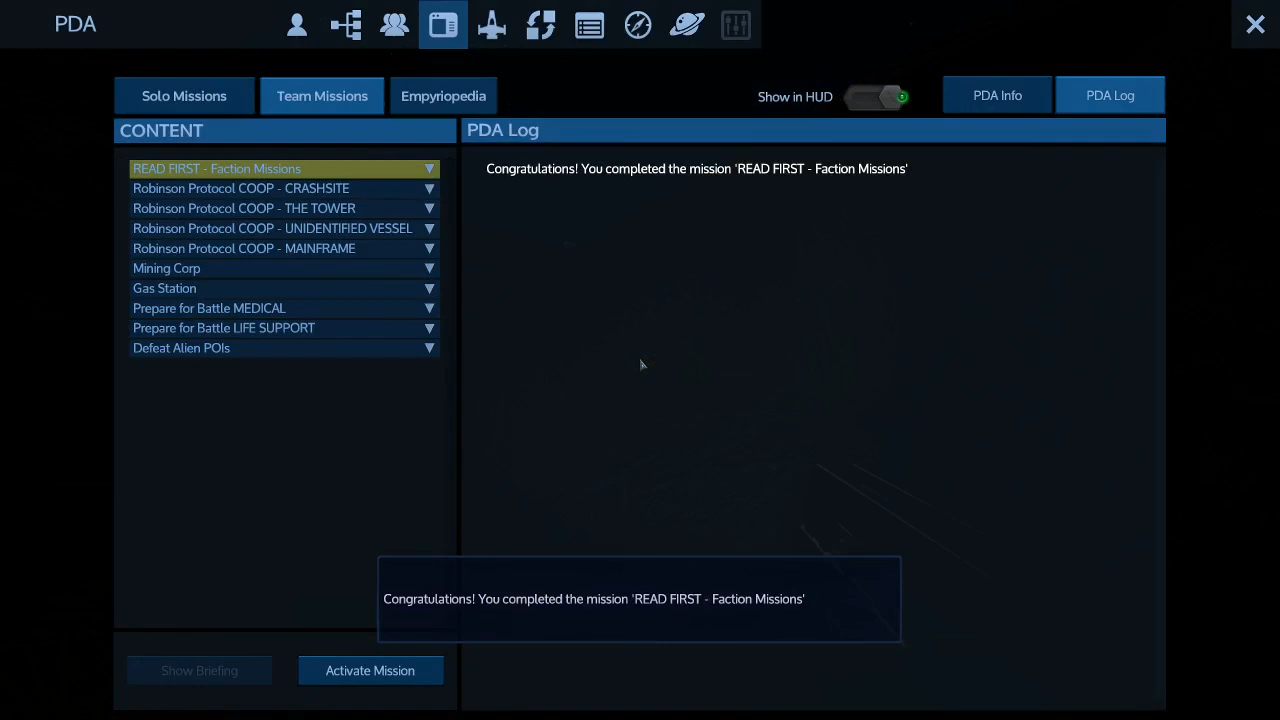 PDA
Solo Missions
Team Missions
Empyriopedia
Show in HUD
PDA Info
PDA Log
CONTENT
PDA Log
READ FIRST - Faction Missions
Robinson Protocol COOP - CRASHSITE
Robinson Protocol COOP - THE TOWER
Robinson Protocol COOP - UNIDENTIFIED VESSEL
Robinson Protocol COOP - MAINFRAME
Mining Corp
Gas Station
Prepare for Battle MEDICAL
Prepare for Battle LIFE SUPPORT
Defeat Alien POIs
Congratulations! You completed the mission 'READ FIRST - Faction Missions'
Congratulations! You completed the mission 'READ FIRST - Faction Missions'
Show Briefing
Activate Mission